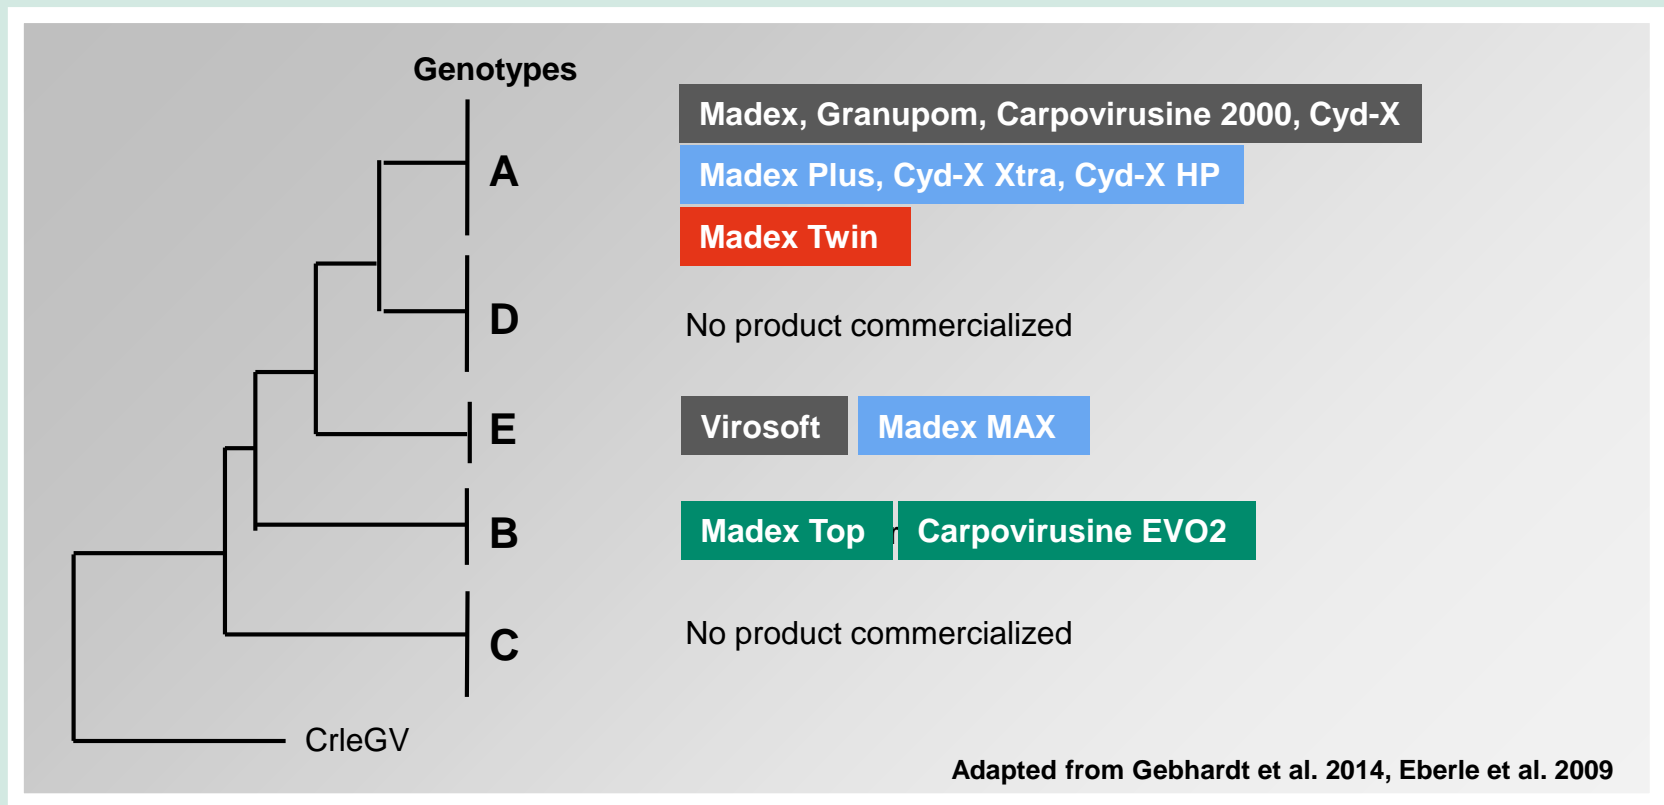 Genotypes
Madex, Granupom, Carpovirusine 2000, Cyd-X
A
Madex Plus, Cyd-X Xtra, Cyd-X HP
Madex Twin
D
No product commercialized
E
Virosoft
Madex MAX
B
Madex Top
Carpovirusine EVO2
C
No product commercialized
CrleGV
Adapted from Gebhardt et al. 2014, Eberle et al. 2009